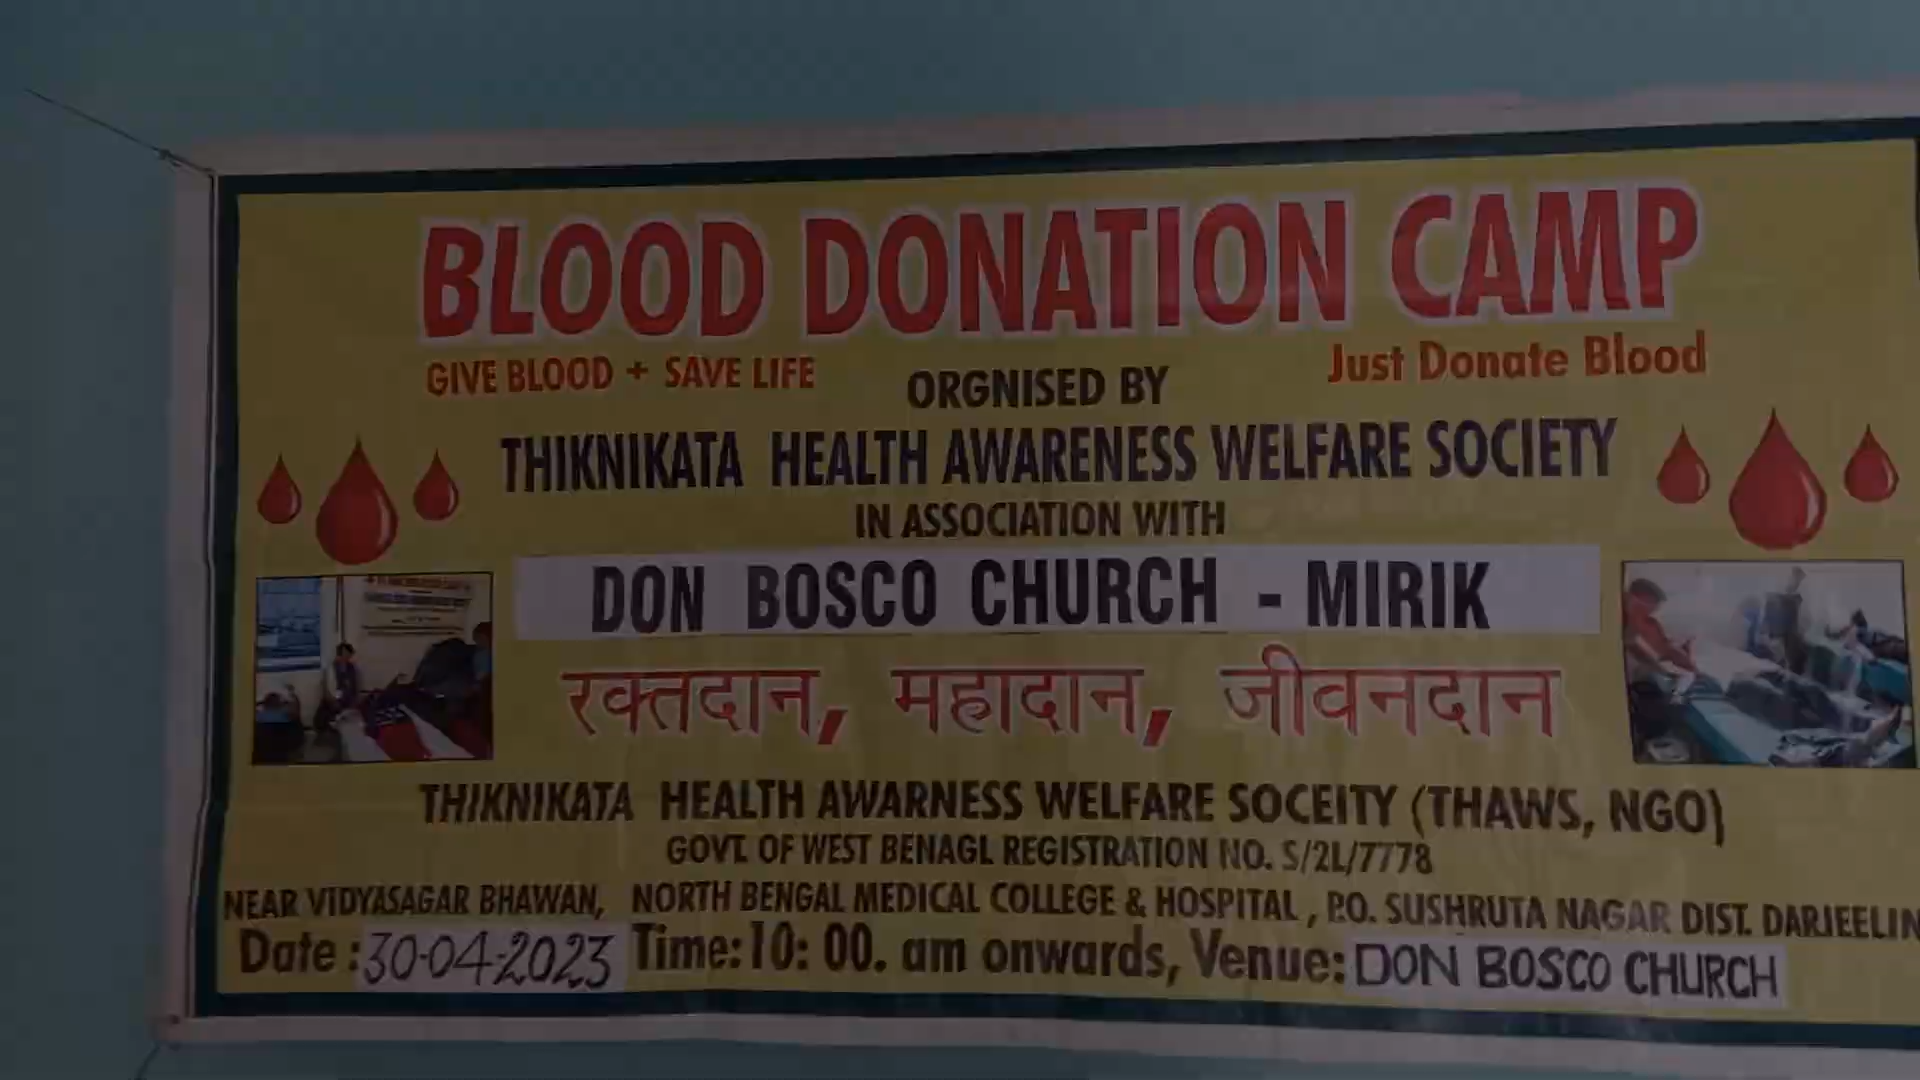 BLOOD DONATION CAMP
GIVE BLOOD + SAVE LIFE
Just Donate Blood
ORGNISED BY
THIKNIKATA HEALTH AWARENESS WELFARE SOCIETY
IN ASSOCIATION WITH
DON BOSCO CHURCH - MIRIK
रक्तदान, महादान, जीवनदान
THIKNIKATA HEALTH AWARNESS WELFARE SOCEITY (THAWS, NGO)
GOVT. OF WEST BENAGL REGISTRATION NO. S/2L/7778
NEAR VIDYASAGAR BHAWAN, NORTH BENGAL MEDICAL COLLEGE & HOSPITAL, P.O. SUSHRUTA NAGAR DIST. DARJEELIN
Date : 30-04-2023 Time: 10: 00. am onwards, Venue: DON BOSCO CHURCH